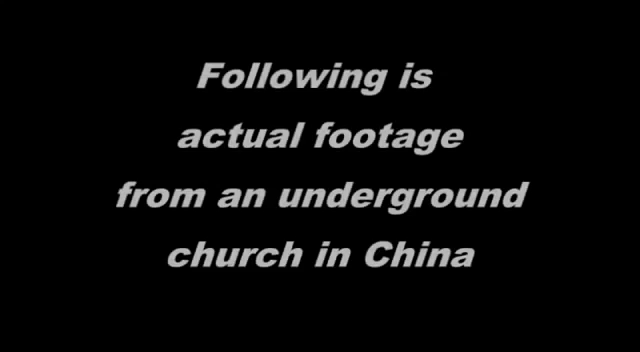 Following is
actual footage
from an underground
church in China